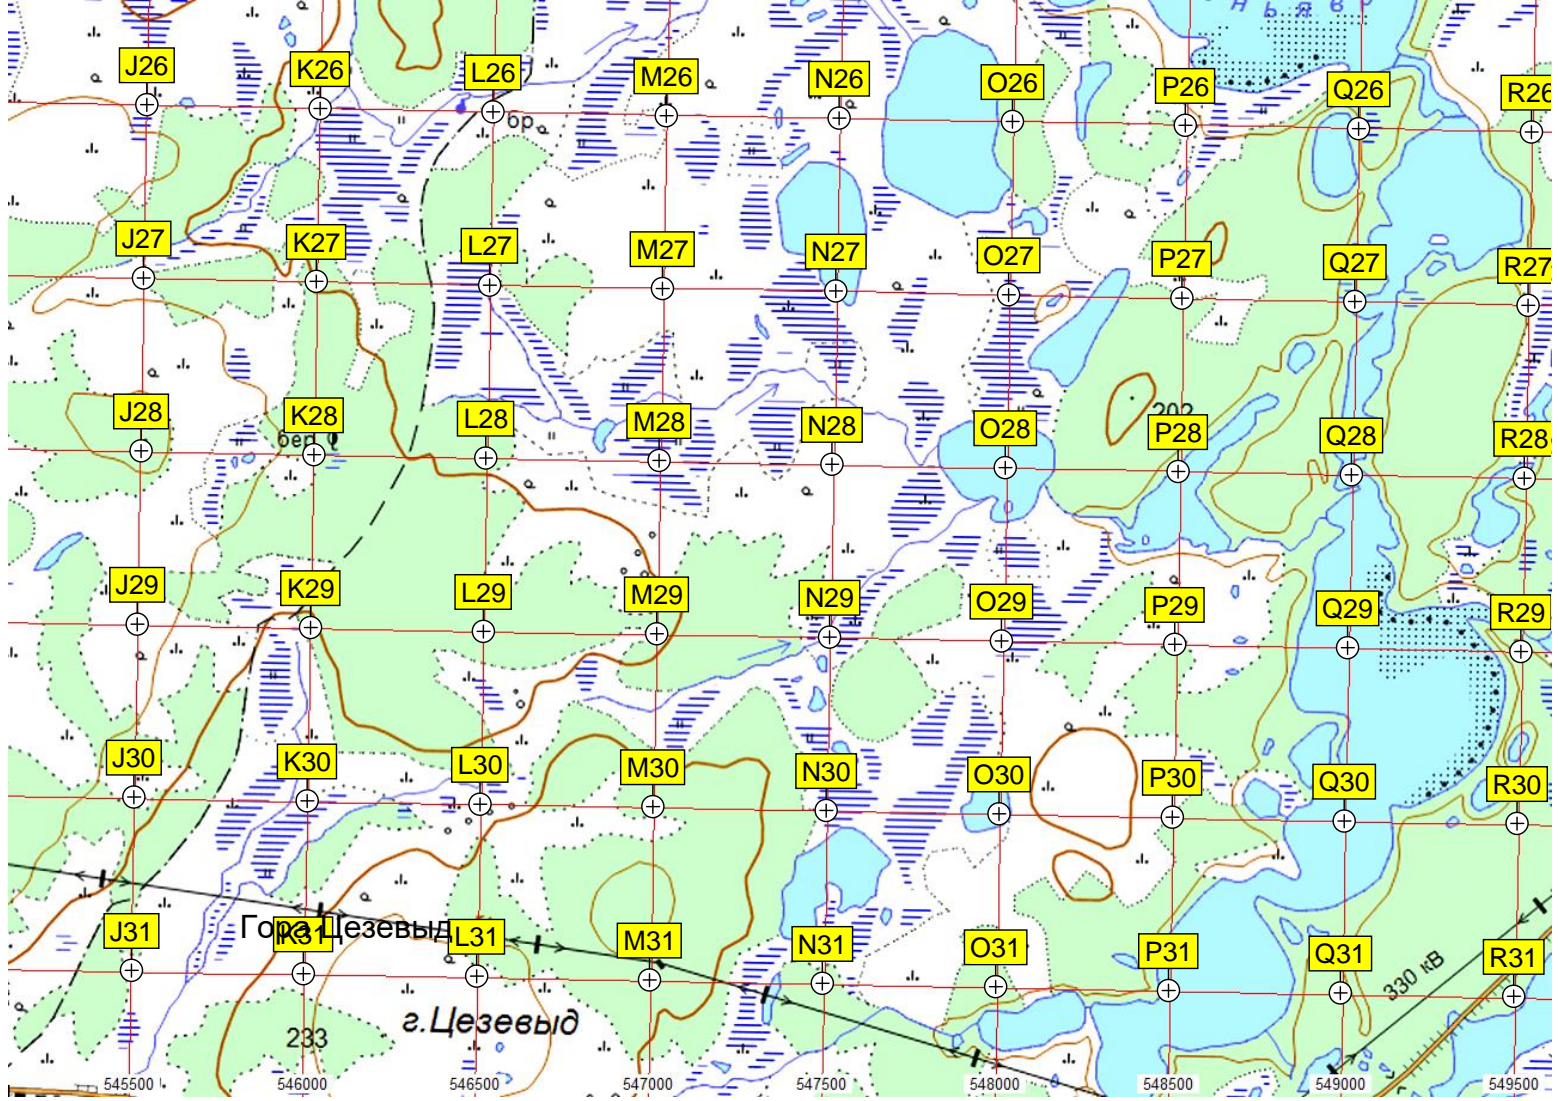 Н Ь Я В Р
J26 K26 L26 M26 N26 O26 P26 Q26 R26
бр.
J27 K27 L27 M27 N27 O27 P27 Q27 R27
202
J28 K28 L28 M28 N28 O28 P28 Q28 R28
бер
J29 K29 L29 M29 N29 O29 P29 Q29 R29
J30 K30 L30 M30 N30 O30 P30 Q30 R30
Гора Цезевыд
J31 K31 L31 M31 N31 O31 P31 Q31 R31
330 кВ
г.Цезевыд
233
545500 546000 546500 547000 547500 548000 548500 549000 549500